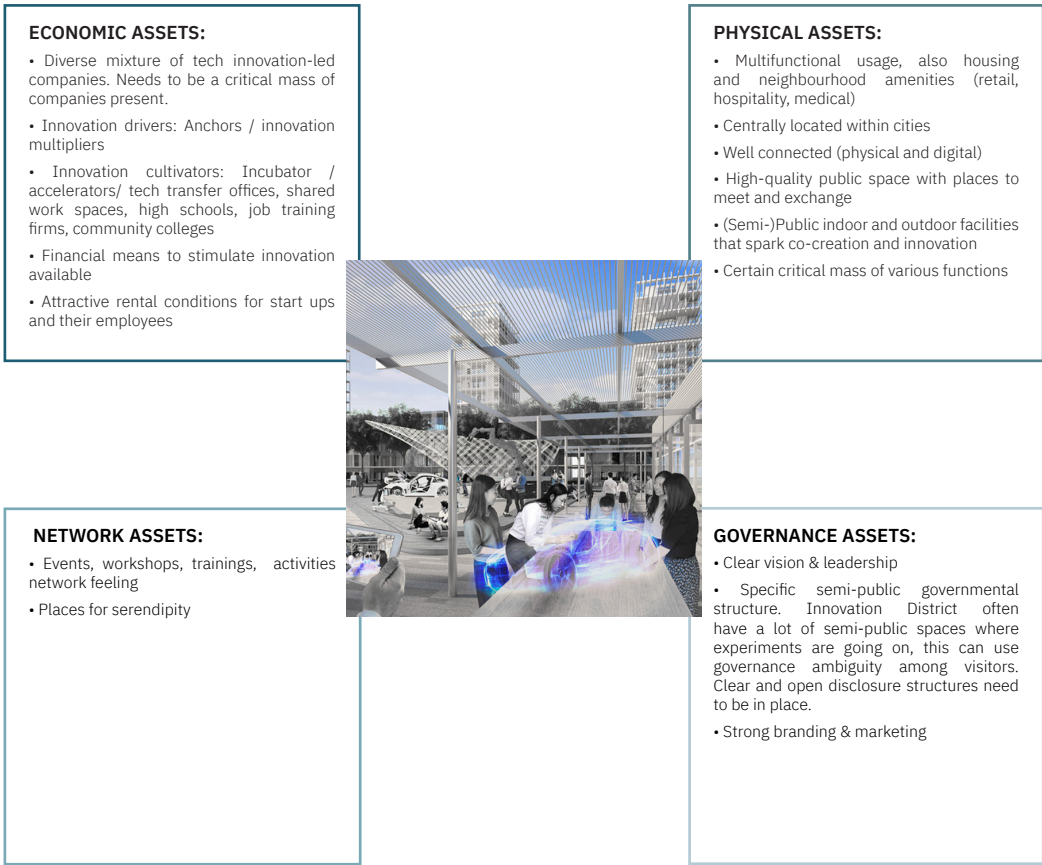 ECONOMIC ASSETS:
• Diverse mixture of tech innovation-led
companies. Needs to be a critical mass of
companies present.
• Innovation drivers: Anchors / innovation
multipliers
• Innovation cultivators: Incubator /
accelerators/ tech transfer offices, shared
work spaces, high schools, job training
firms, community colleges
• Financial means to stimulate innovation
available
• Attractive rental conditions for start ups
and their employees
PHYSICAL ASSETS:
• Multifunctional usage, also housing
and neighbourhood amenities (retail,
hospitality, medical)
• Centrally located within cities
• Well connected (physical and digital)
• High-quality public space with places to
meet and exchange
• (Semi-)Public indoor and outdoor facilities
that spark co-creation and innovation
• Certain critical mass of various functions
NETWORK ASSETS:
• Events, workshops, trainings, activities
network feeling
• Places for serendipity
GOVERNANCE ASSETS:
• Clear vision & leadership
• Specific semi-public governmental
structure. Innovation District often
have a lot of semi-public spaces where
experiments are going on, this can use
governance ambiguity among visitors.
Clear and open disclosure structures need
to be in place.
• Strong branding & marketing